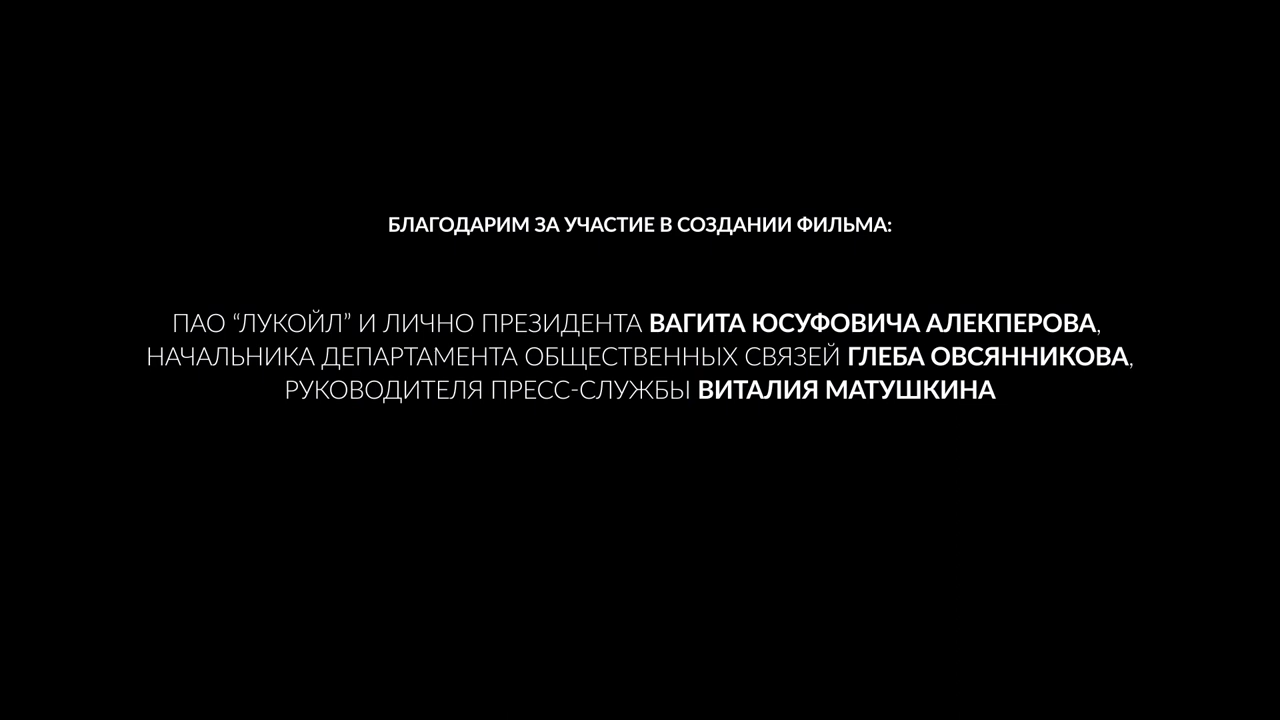 БЛАГОДАРИМ ЗА УЧАСТИЕ В СОЗДАНИИ ФИЛЬМА:
ПАО “ЛУКОЙЛ” И ЛИЧНО ПРЕЗИДЕНТА ВАГИТА ЮСУФОВИЧА АЛЕКПЕРОВА,
НАЧАЛЬНИКА ДЕПАРТАМЕНТА ОБЩЕСТВЕННЫХ СВЯЗЕЙ ГЛЕБА ОВСЯННИКОВА,
РУКОВОДИТЕЛЯ ПРЕСС-СЛУЖБЫ ВИТАЛИЯ МАТУШКИНА